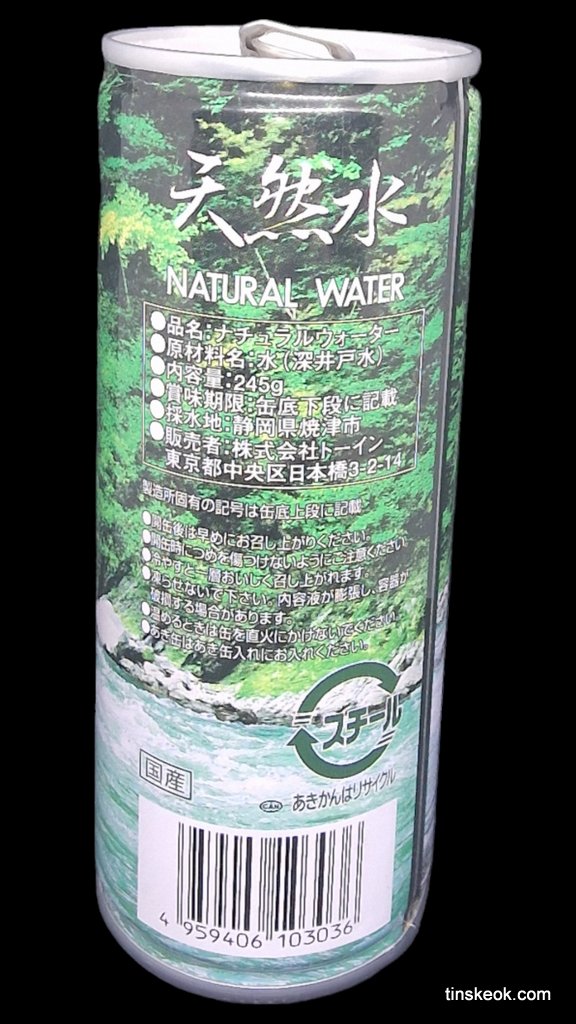 天然水
NATURAL WATER
●品名:ナチュラルウォーター
●原材料名:水(深井戸水)
●内容量:245g
●賞味期限:缶底下段に記載
●採水地:静岡県焼津市
●販売者:株式会社トーイン
東京都中央区日本橋3-2-14
製造所固有の記号は缶底上段に記載
●開缶後は早めにお召し上がりください。
●開缶時につめを傷つけないようにご注意ください。
●冷やすと一層おいしく召し上がれます。
●凍らせないで下さい。内容液が膨張し、容器が
破損する場合があります。
●温めるときは缶を直火にかけないでください。
●あき缶はあき缶入れにお入れください。
スチール
CAN あきかんはリサイクル
国産
4 959406 103036
tinskeok.com